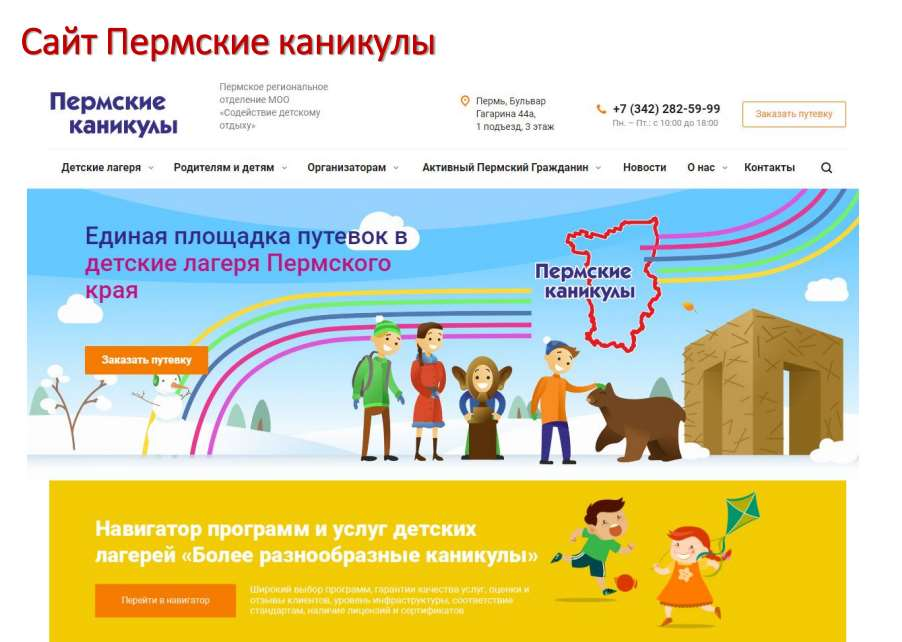 Сайт Пермские каникулы
Пермские
каникулы
Пермское региональное
отделение МОО
«Содействие детскому
отдыху»
Пермь, Бульвар
Гагарина 44а,
1 подъезд, 3 этаж
+7 (342) 282-59-99
Пн. – Пт.: с 10:00 до 18:00
Заказать путевку
Детские лагеря
Родителям и детям
Организаторам
Активный Пермский Гражданин
Новости
О нас
Контакты
Единая площадка путевок в
детские лагеря Пермского
края
Заказать путевку
Пермские
каникулы
Навигатор программ и услуг детских
лагерей «Более разнообразные каникулы»
Перейти в навигатор
Широкий выбор программ, гарантии качества услуг, оценки и
отзывы клиентов, уровень инфраструктуры, соответствие
стандартам, наличие лицензий и сертификатов